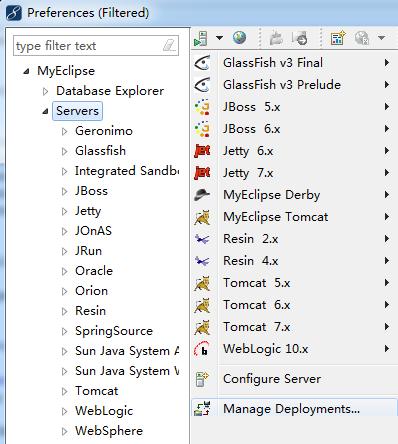 Preferences (Filtered)
type filter text
MyEclipse
Database Explorer
Servers
Geronimo
Glassfish
Integrated Sandb
JBoss
Jetty
JOnAS
JRun
Oracle
Orion
Resin
SpringSource
Sun Java System A
Sun Java System W
Tomcat
WebLogic
WebSphere
GlassFish v3 Final
GlassFish v3 Prelude
JBoss 5.x
JBoss 6.x
Jetty 6.x
Jetty 7.x
MyEclipse Derby
MyEclipse Tomcat
Resin 2.x
Resin 4.x
Tomcat 5.x
Tomcat 6.x
Tomcat 7.x
WebLogic 10.x
Configure Server
Manage Deployments...